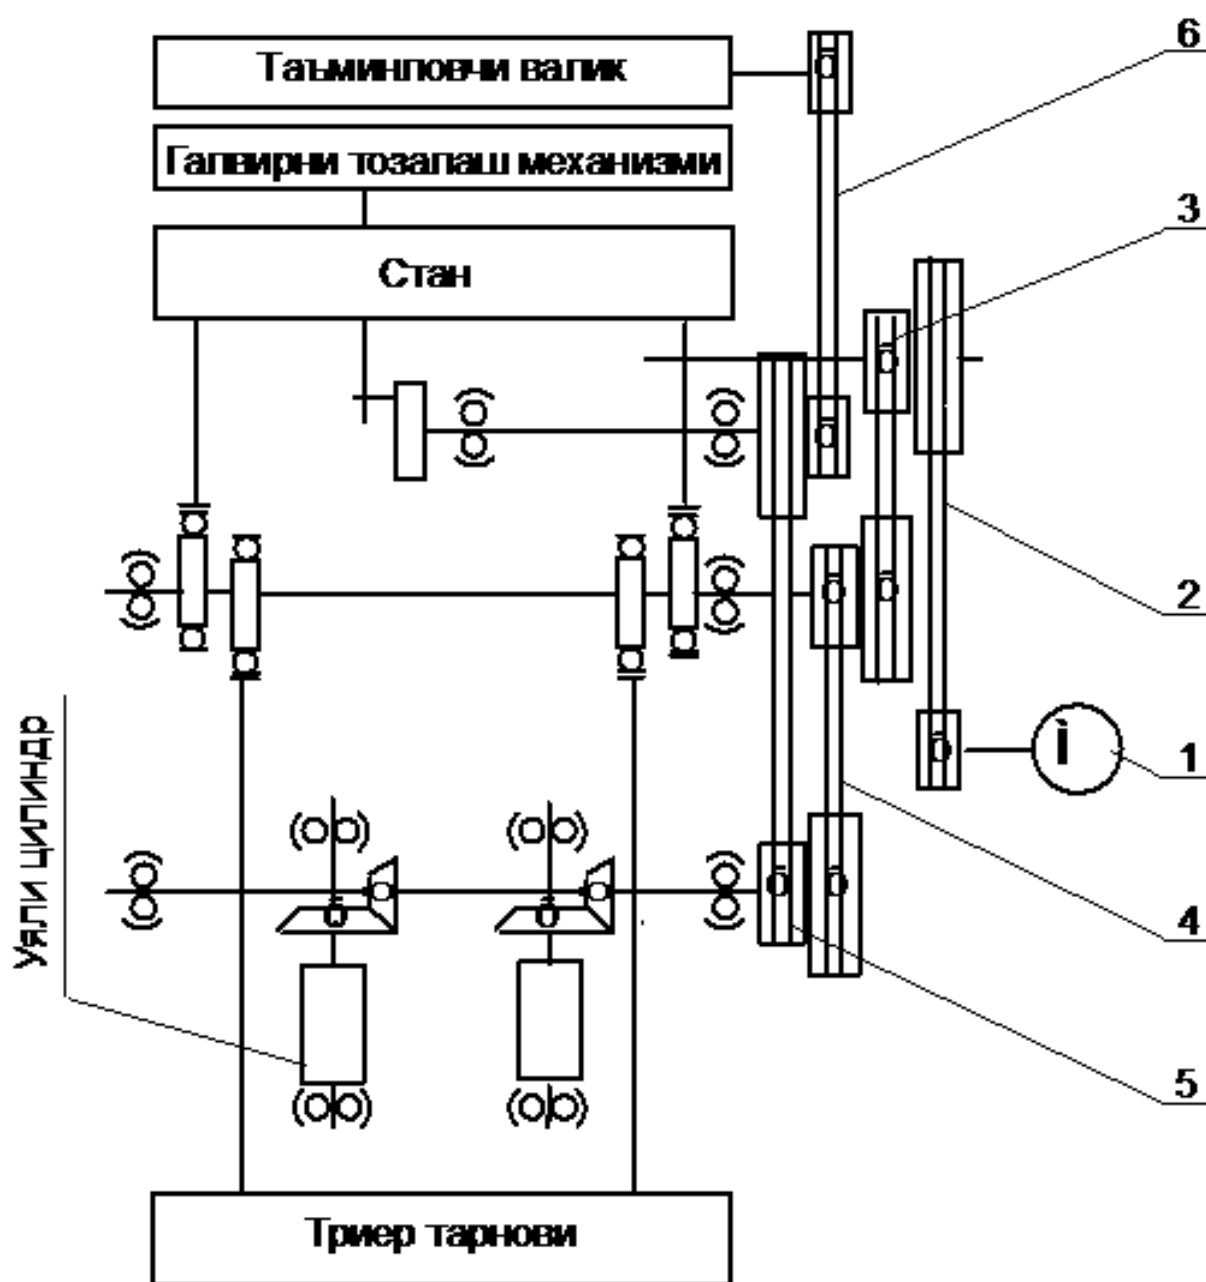 6
Таъминловчи валик
Галвирни тозалаш механизми
3
Стан
2
Уяли цилиндр
i
1
4
5
Триер тарнови